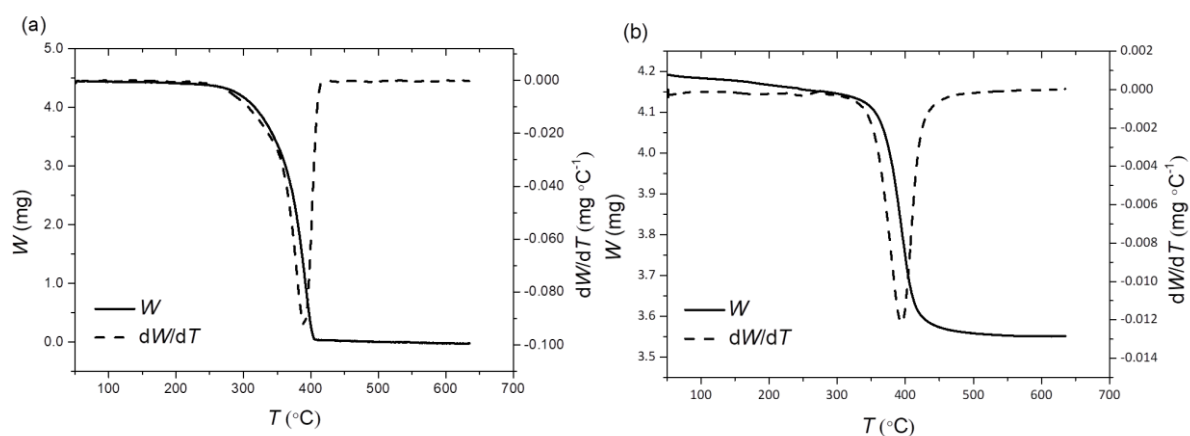 (a)
5.0
4.0
3.0
2.0
1.0
0.0
W (mg)
0.000
-0.020
-0.040
-0.060
-0.080
-0.100
dW/dT (mg °C-1)
W
dW/dT
100 200 300 400 500 600 700
T (°C)
(b)
4.2
4.1
4.0
3.9
3.8
3.7
3.6
3.5
W (mg)
0.002
0.000
-0.002
-0.004
-0.006
-0.008
-0.010
-0.012
-0.014
dW/dT (mg °C-1)
W
dW/dT
100 200 300 400 500 600 700
T (°C)